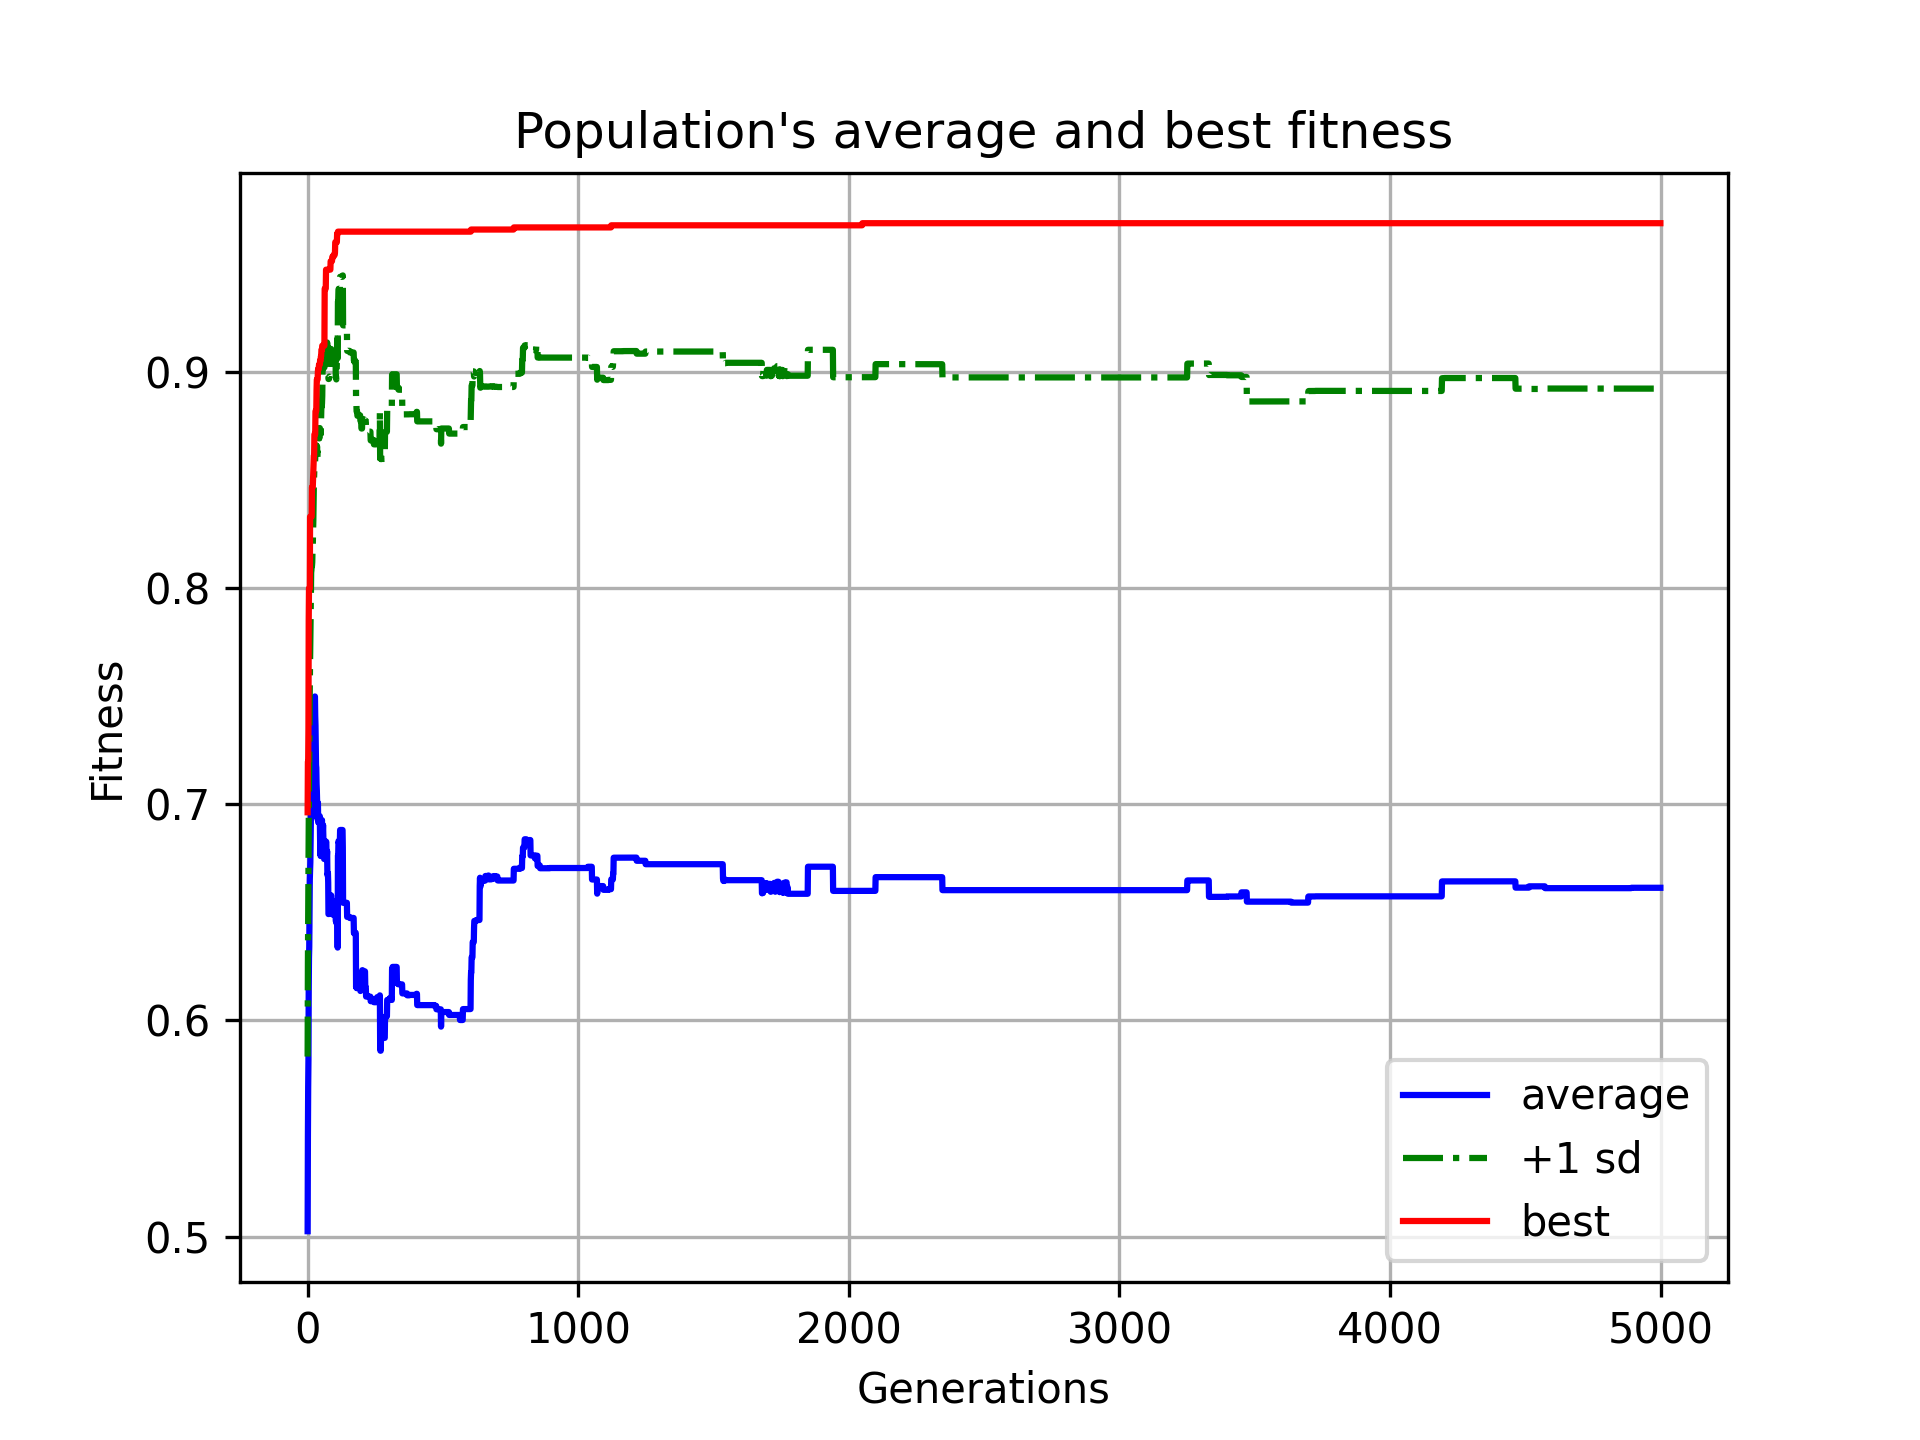 Population's average and best fitness
Fitness
0.9
0.8
0.7
0.6
0.5
0 1000 2000 3000 4000 5000
Generations
average
+1 sd
best